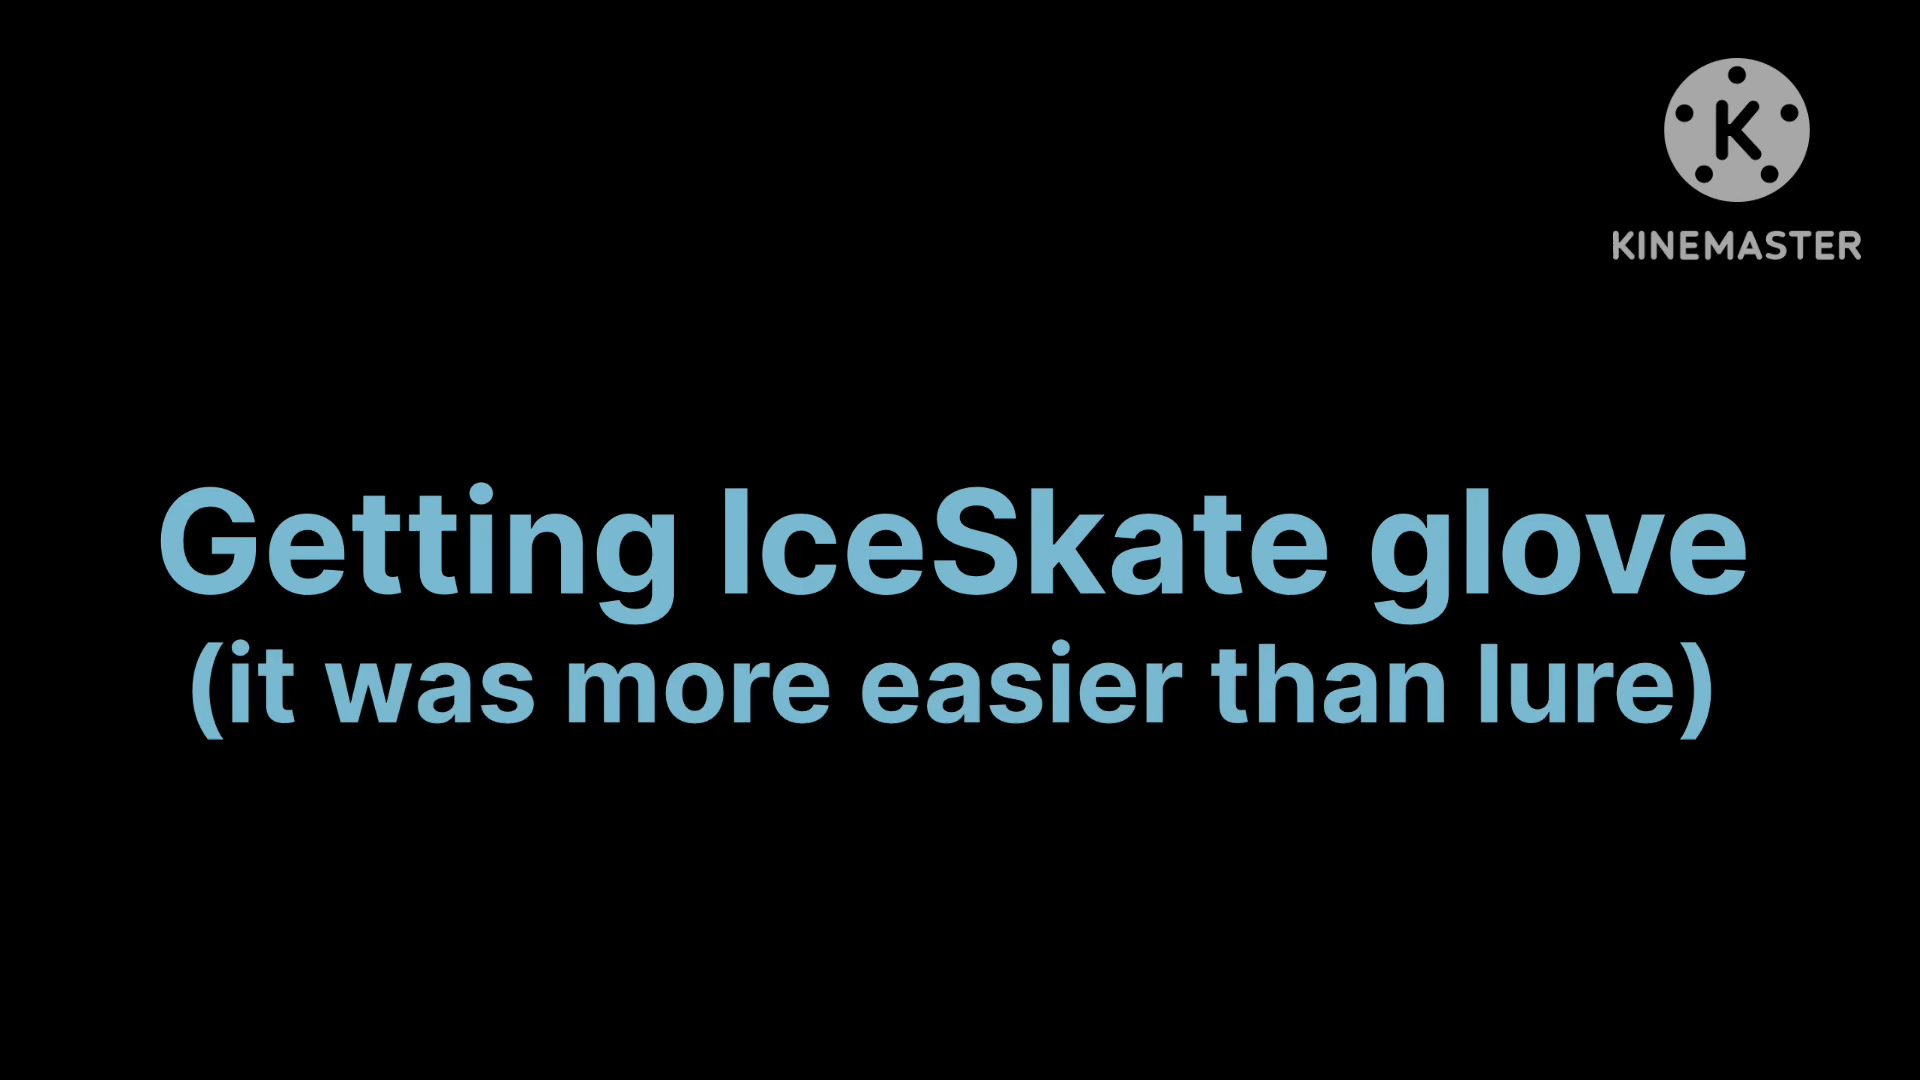 K
KINEMASTER
Getting IceSkate glove
(it was more easier than lure)